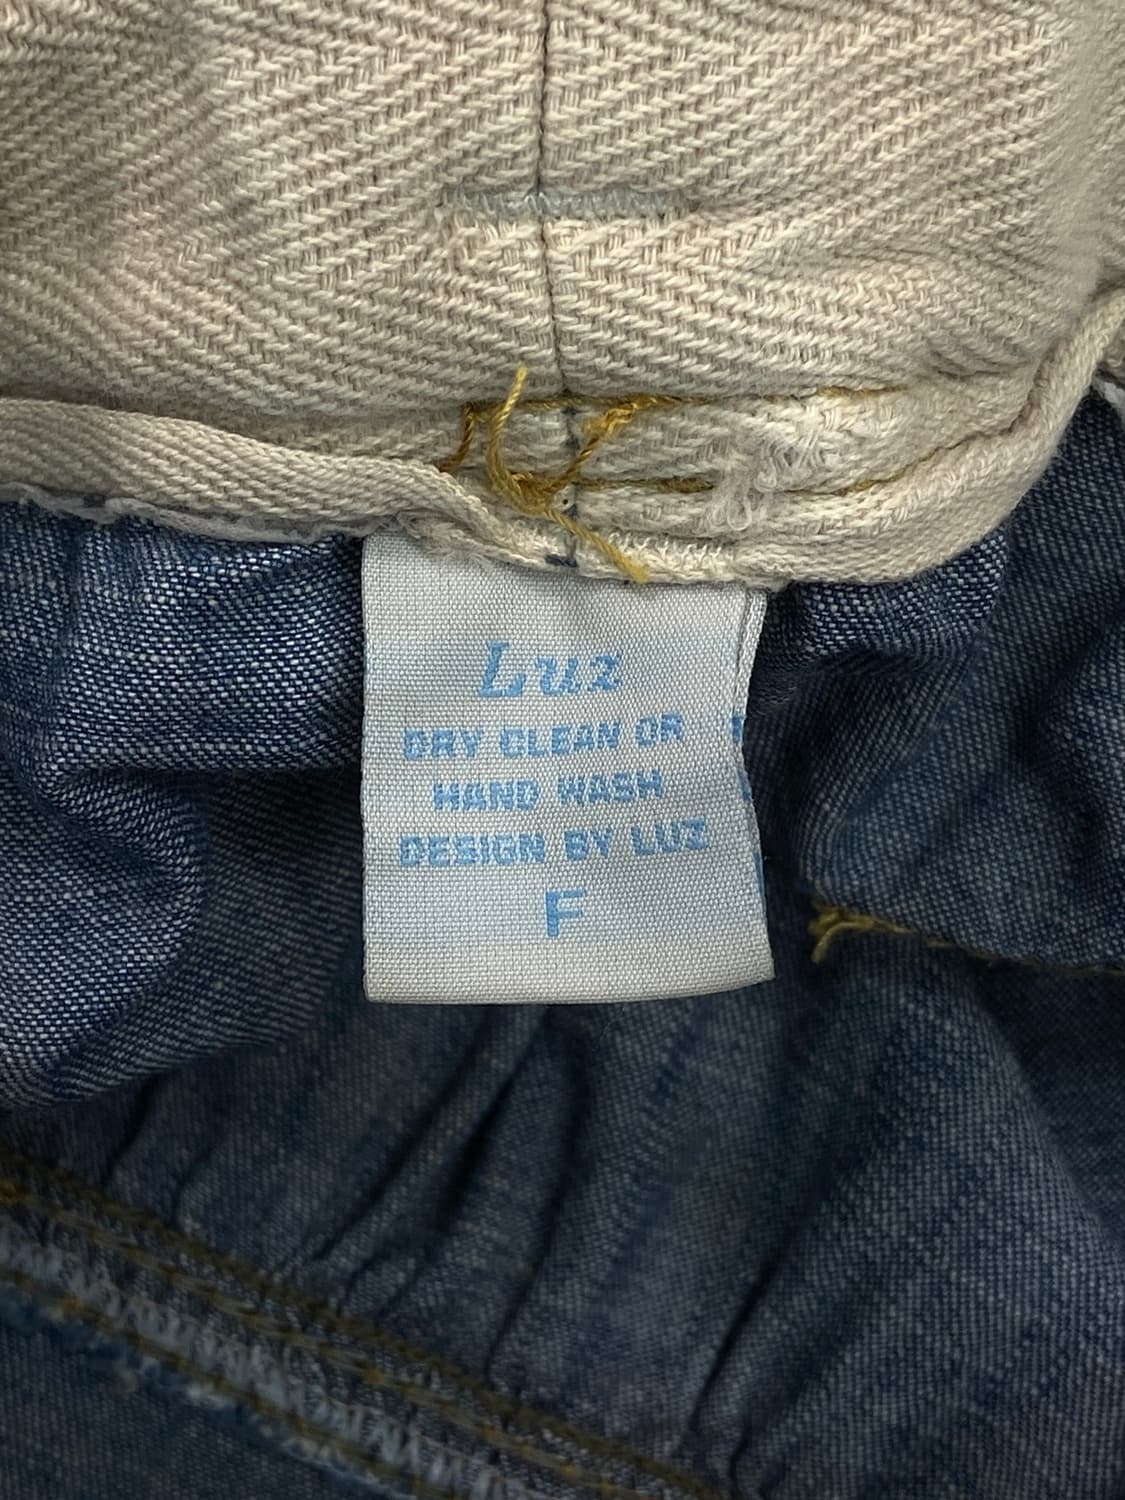 Luz
DRY CLEAN OR
HAND WASH
DESIGN BY LUZ
F